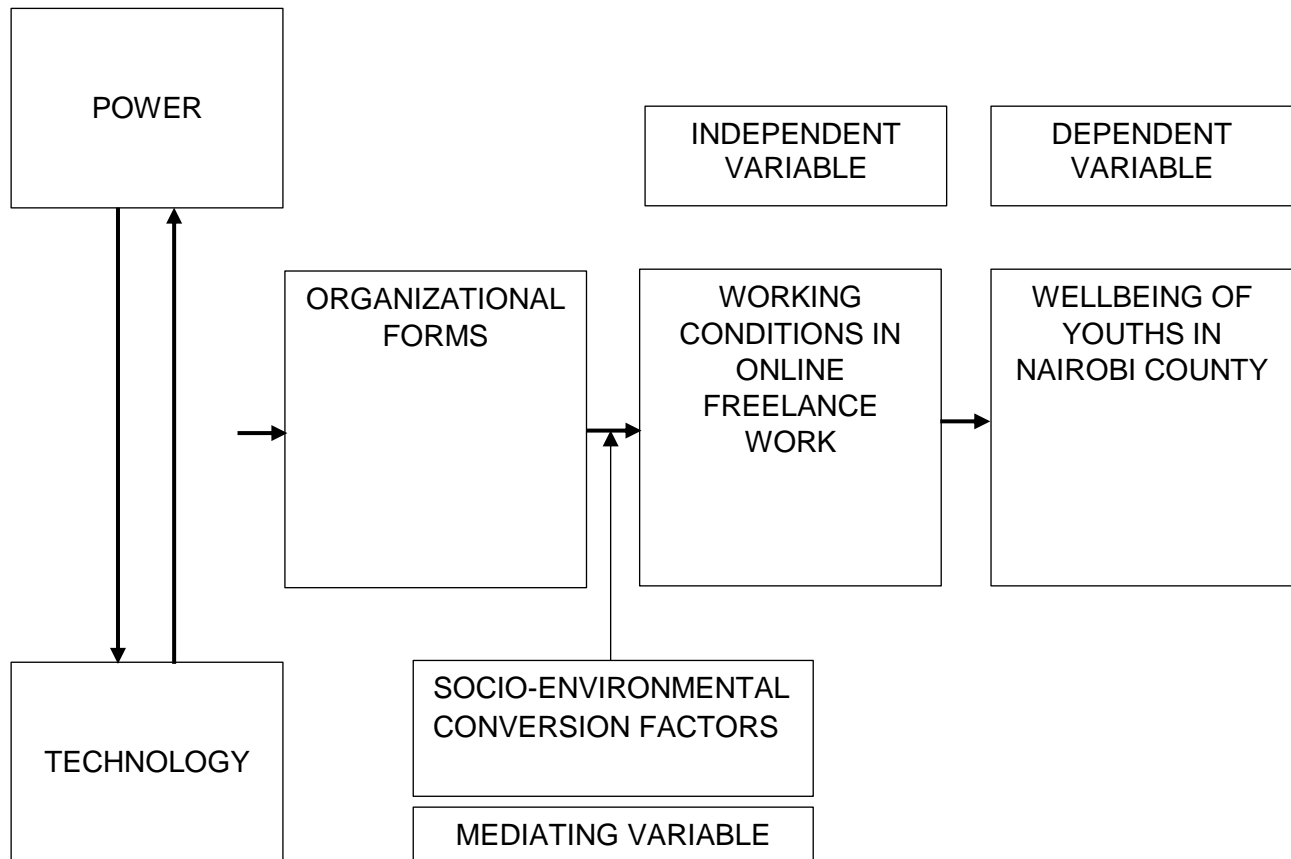 POWER
INDEPENDENT
VARIABLE
DEPENDENT
VARIABLE
ORGANIZATIONAL
FORMS
WORKING
CONDITIONS IN
ONLINE
FREELANCE
WORK
WELLBEING OF
YOUTHS IN
NAIROBI COUNTY
TECHNOLOGY
SOCIO-ENVIRONMENTAL
CONVERSION FACTORS
MEDIATING VARIABLE